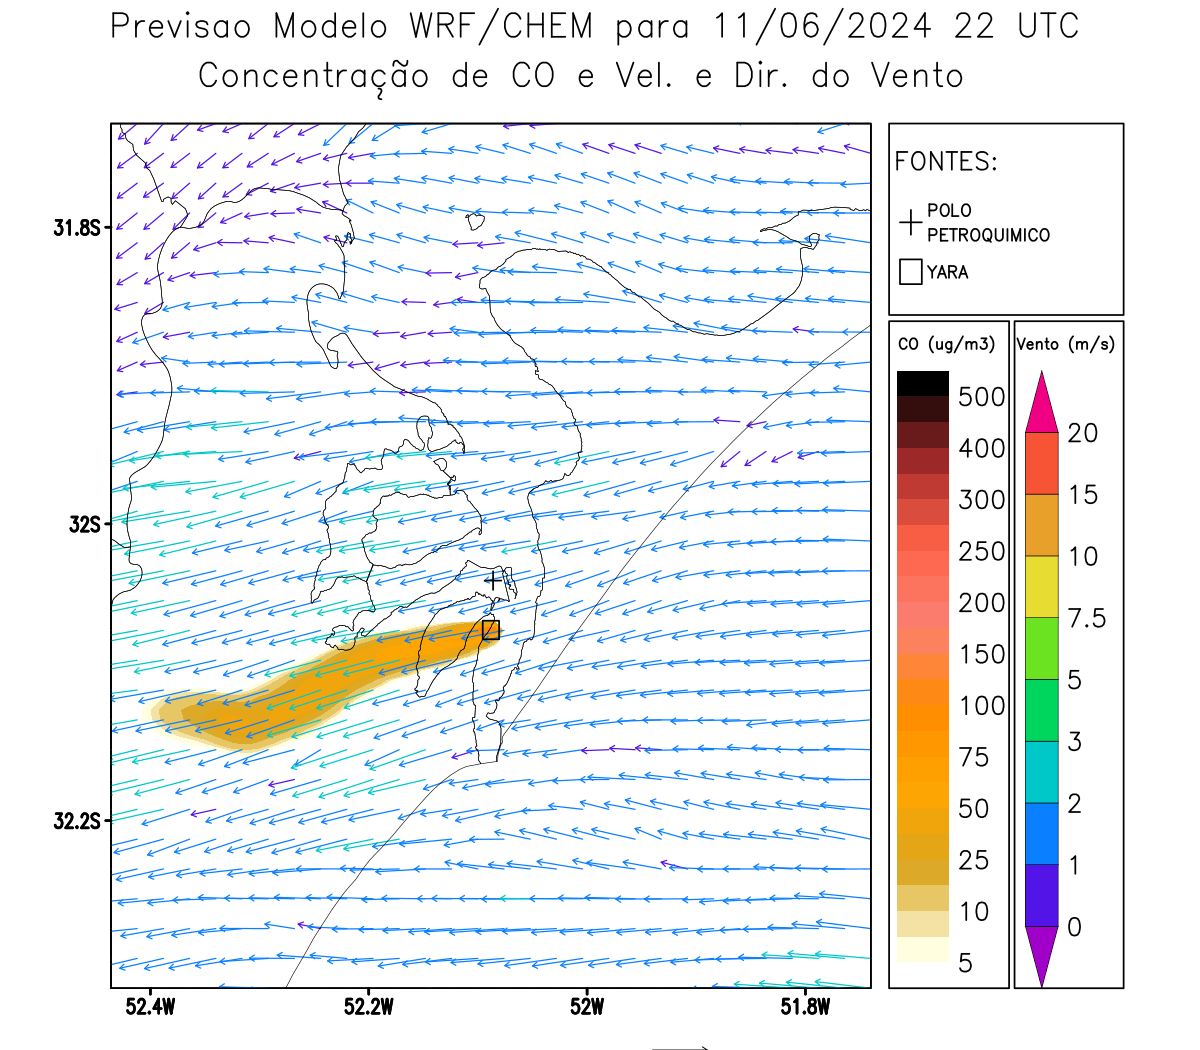 Previsao Modelo WRF/CHEM para 11/06/2024 22 UTC
Concentração de CO e Vel. e Dir. do Vento
FONTES:
POLO
PETROQUIMICO
YARA
CO (ug/m3)
500
400
300
250
200
150
100
75
50
25
10
5
Vento (m/s)
20
15
10
7.5
5
3
2
1
0
31.8S
32S
32.2S
52.4W 52.2W 52W 51.8W